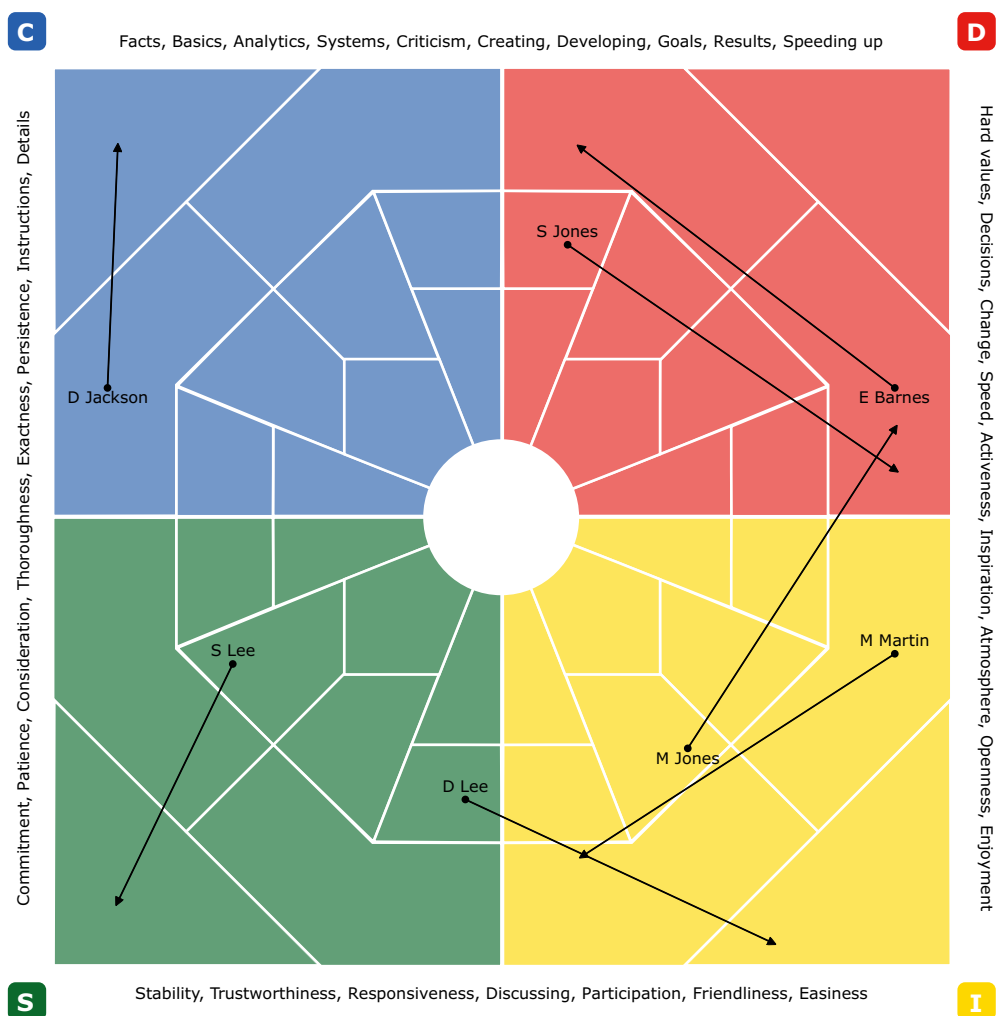 C
D
Facts, Basics, Analytics, Systems, Criticism, Creating, Developing, Goals, Results, Speeding up
Commitment, Patience, Consideration, Thoroughness, Exactness, Persistence, Instructions, Details
Hard values, Decisions, Change, Speed, Activeness, Inspiration, Atmosphere, Openness, Enjoyment
S Jones
D Jackson
E Barnes
S Lee
M Martin
M Jones
D Lee
Stability, Trustworthiness, Responsiveness, Discussing, Participation, Friendliness, Easiness
S
I